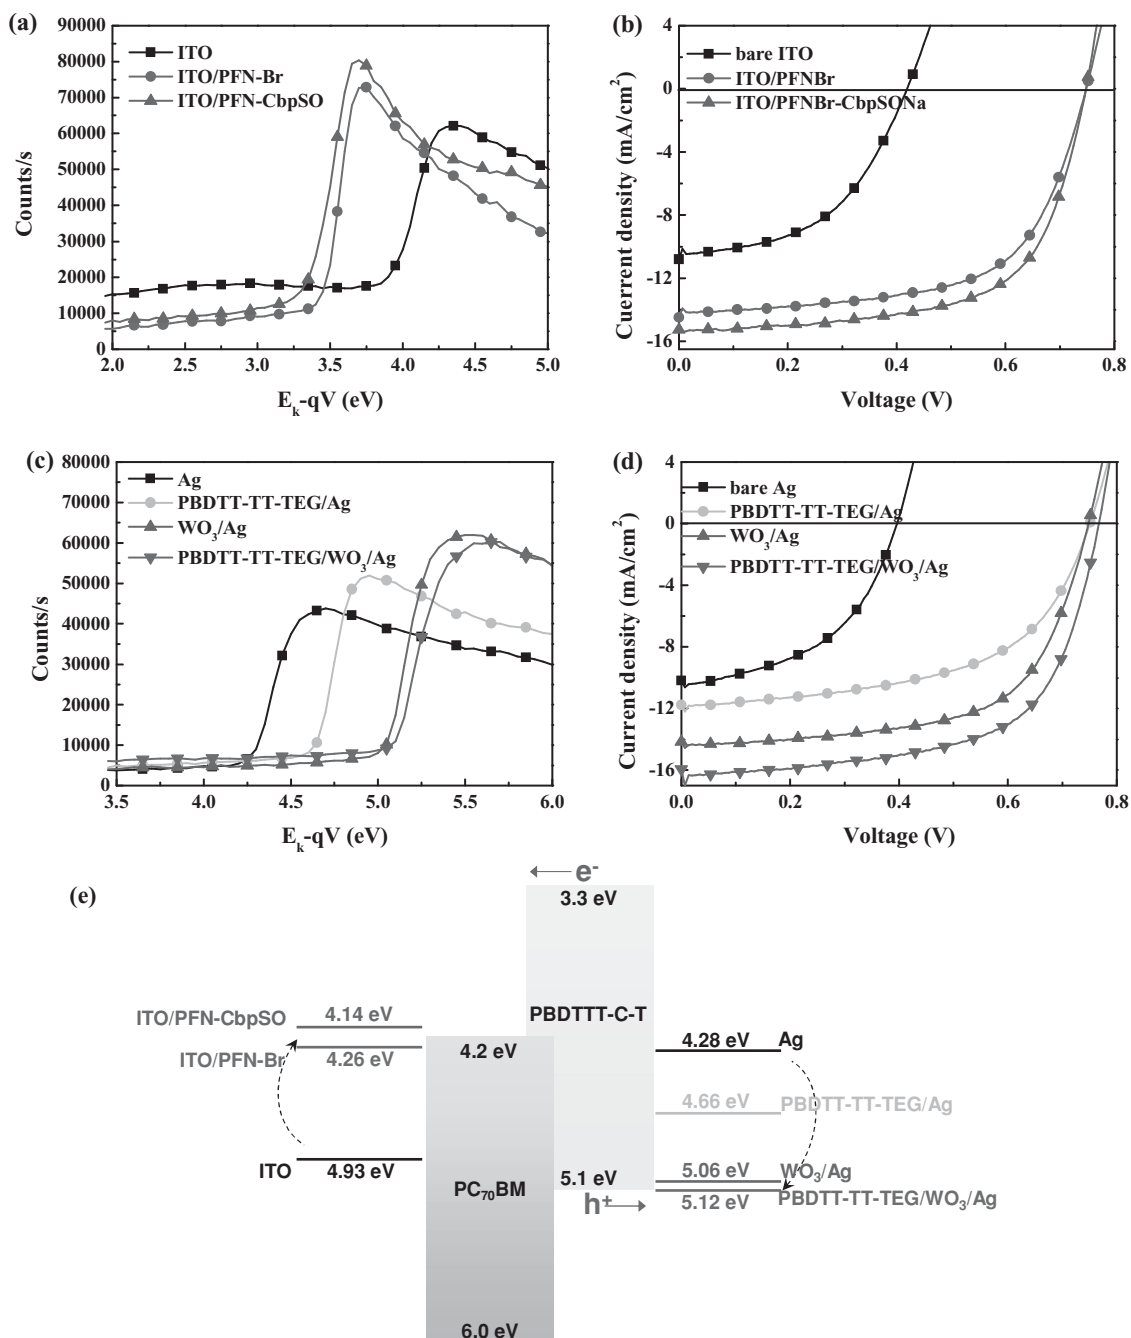 (a)
90000
80000
70000
60000
50000
40000
30000
20000
10000
0
Counts/s
ITO
ITO/PFN-Br
ITO/PFN-CbpSO
2.0 2.5 3.0 3.5 4.0 4.5 5.0
E_k-qV (eV)
(b)
4
0
-4
-8
-12
-16
Cuerrent density (mA/cm²)
bare ITO
ITO/PFNBr
ITO/PFNBr-CbpSONa
0.0 0.2 0.4 0.6 0.8
Voltage (V)
(c)
80000
70000
60000
50000
40000
30000
20000
10000
0
Counts/s
Ag
PBDTT-TT-TEG/Ag
WO₃/Ag
PBDTT-TT-TEG/WO₃/Ag
3.5 4.0 4.5 5.0 5.5 6.0
E_k-qV (eV)
(d)
4
0
-4
-8
-12
-16
Current density (mA/cm²)
bare Ag
PBDTT-TT-TEG/Ag
WO₃/Ag
PBDTT-TT-TEG/WO₃/Ag
0.0 0.2 0.4 0.6 0.8
Voltage (V)
(e)
e⁻
3.3 eV
PBDTTT-C-T
5.1 eV
h⁺
ITO/PFN-CbpSO
4.14 eV
ITO/PFN-Br
4.26 eV
ITO
4.93 eV
4.2 eV
PC₇₀BM
6.0 eV
4.28 eV
Ag
4.66 eV
PBDTT-TT-TEG/Ag
5.06 eV
WO₃/Ag
5.12 eV
PBDTT-TT-TEG/WO₃/Ag